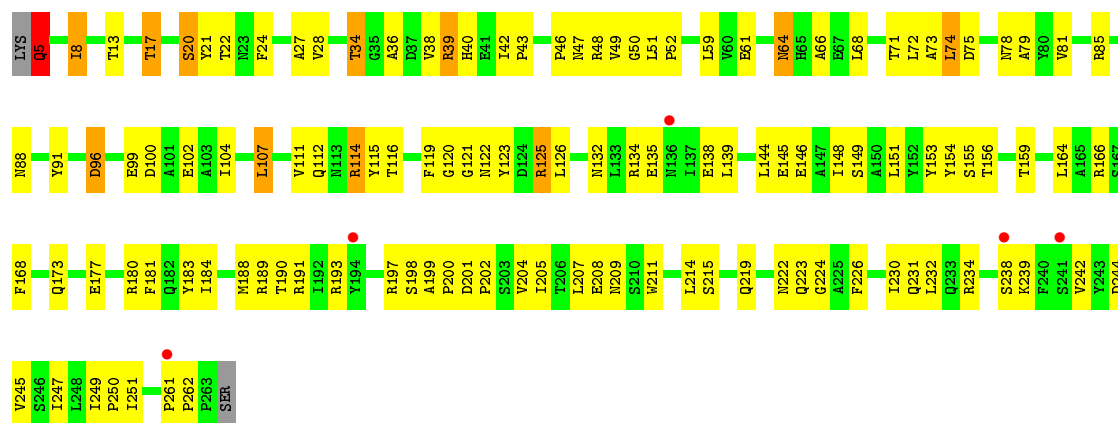 LYS Q5 I8 T13 T17 S20 Y21 T22 N23 F24 A27 V28 T34 G35 A36 D37 V38 R39 H40 E41 I42 P43 P46 N47 R48 V49 G50 L51 P52 L59 V60 E61 N64 H65 A66 E67 L68 T71 L72 A73 L74 D75 N78 A79 Y80 V81 R85
N88 Y91 D96 E99 D100 A101 E102 A103 I104 L107 V111 Q112 N113 R114 Y115 T116 F119 G120 G121 N122 Y123 D124 R125 L126 N132 L133 R134 E135 N136 I137 E138 L139 L144 E145 E146 A147 I148 S149 A150 L151 Y152 Y153 Y154 S155 T156 T159 L164 A165 R166 S167
F168 Q173 E177 R180 F181 Q182 Y183 I184 M188 R189 T190 R191 I192 R193 Y194 R197 S198 A199 P200 D201 P202 S203 V204 I205 T206 L207 E208 N209 S210 W211 L214 S215 Q219 N222 Q223 G224 A225 F226 I230 Q231 L232 Q233 R234 S238 K239 F240 S241 V242 Y243 D244
V245 S246 I247 L248 I249 P250 I251 P261 P262 P263 SER